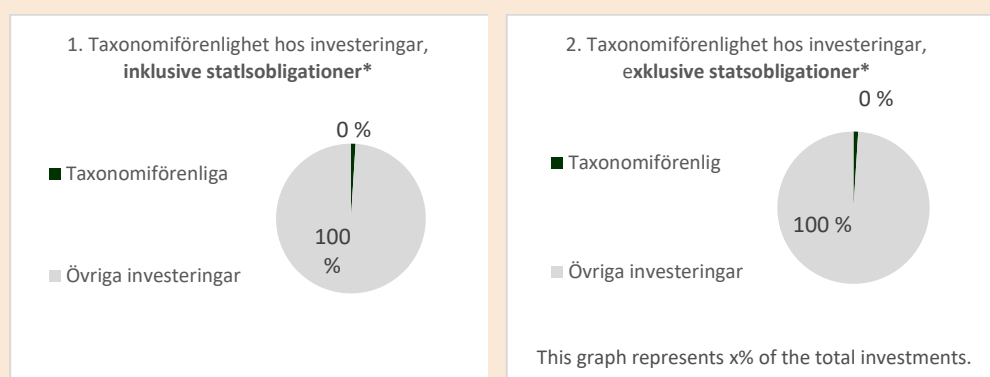 1. Taxonomiförenlighet hos investeringar,
inklusive statlsobligationer*
0 %
Taxonomiförenliga
100
%
Övriga investeringar
2. Taxonomiförenlighet hos investeringar,
exklusive statsobligationer*
0 %
Taxonomiförenlig
100 %
Övriga investeringar
This graph represents x% of the total investments.